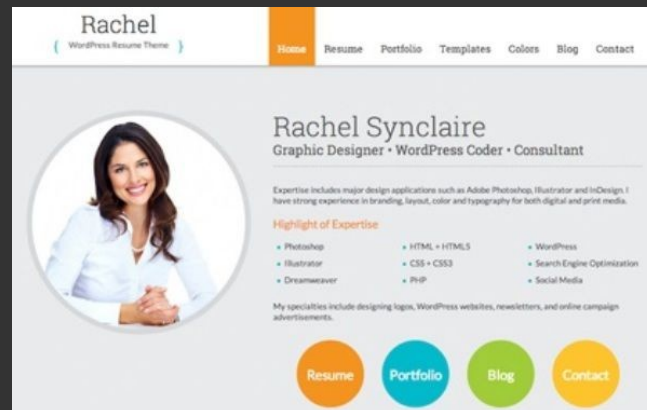 Rachel
{ WordPress Resume Theme }
Home Resume Portfolio Templates Colors Blog Contact
Rachel Synclaire
Graphic Designer • WordPress Coder • Consultant
Expertise includes major design applications such as Adobe Photoshop, Illustrator and InDesign. I
have strong experience in branding, layout, color and typography for both digital and print media.
Highlight of Expertise
• Photoshop • HTML + HTML5 • WordPress
• Illustrator • CSS + CSS3 • Search Engine Optimization
• Dreamweaver • PHP • Social Media
My specialties include designing logos, WordPress websites, newsletters, and online campaign
advertisements.
Resume Portfolio Blog Contact